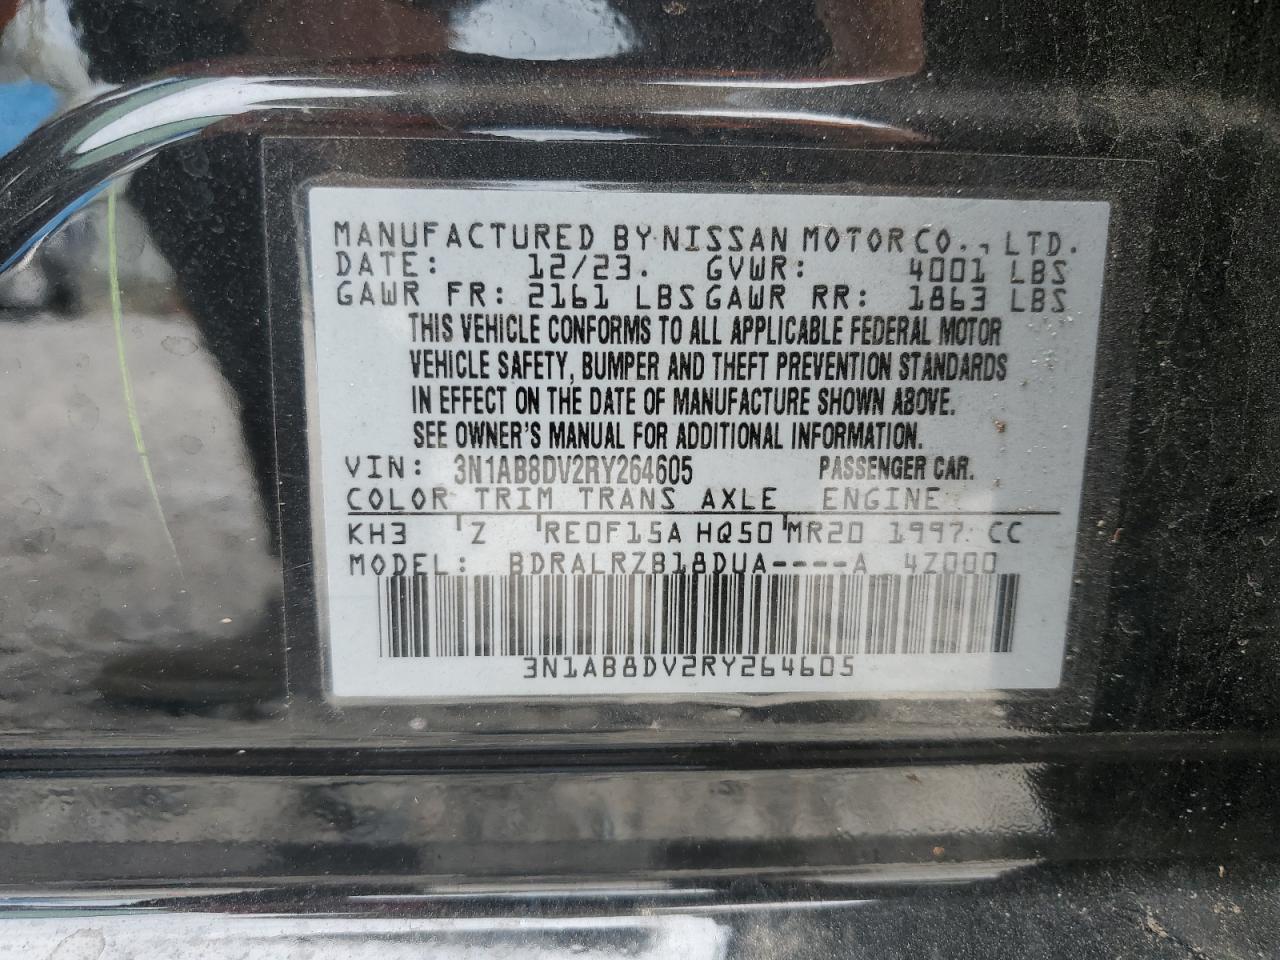 MANUFACTURED BY NISSAN MOTOR CO., LTD.
DATE: 12/23. GVWR: 4001 LBS
GAWR FR: 2161 LBS GAWR RR: 1863 LBS
THIS VEHICLE CONFORMS TO ALL APPLICABLE FEDERAL MOTOR
VEHICLE SAFETY, BUMPER AND THEFT PREVENTION STANDARDS
IN EFFECT ON THE DATE OF MANUFACTURE SHOWN ABOVE.
SEE OWNER'S MANUAL FOR ADDITIONAL INFORMATION.
VIN: 3N1AB8DV2RY264605 PASSENGER CAR.
COLOR TRIM TRANS AXLE ENGINE
KH3 Z RE0F15A HQ50 MR20 1997 CC
MODEL: BDRALRZB18DUA----A 4Z000
3N1AB8DV2RY264605